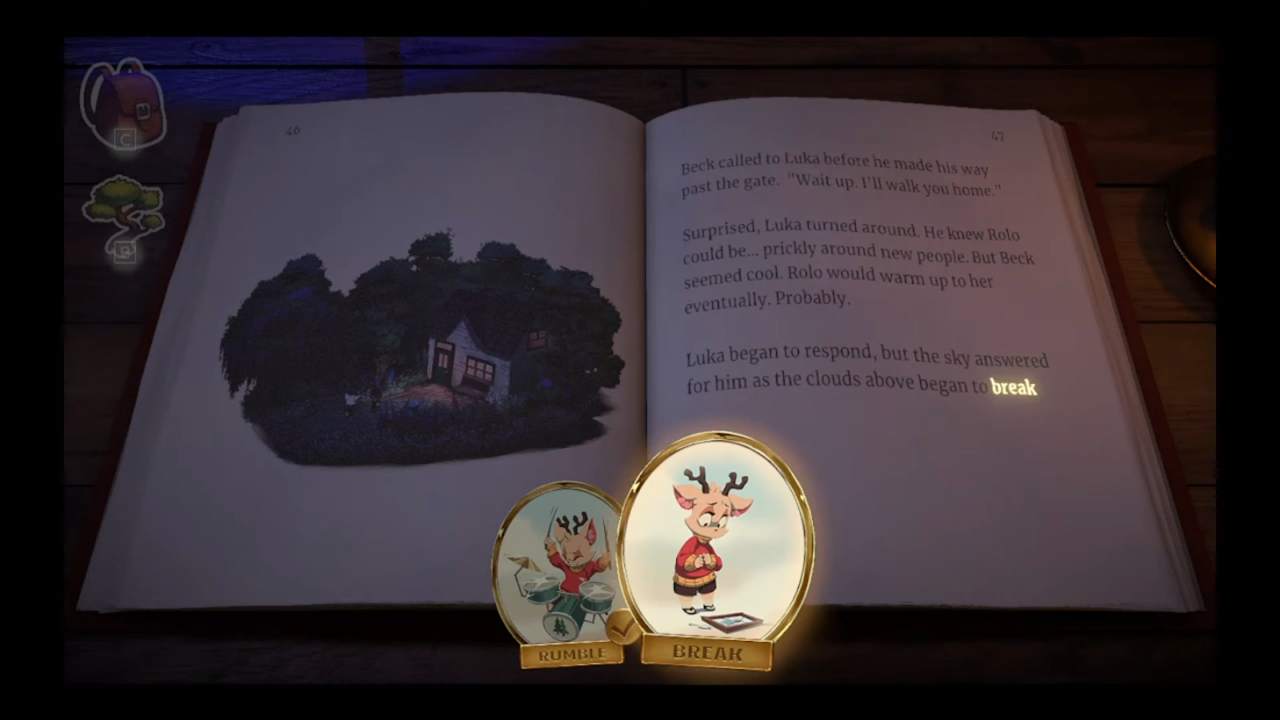 46
47
Beck called to Luka before he made his way
past the gate. "Wait up. I'll walk you home."
Surprised, Luka turned around. He knew Rolo
could be... prickly around new people. But Beck
seemed cool. Rolo would warm up to her
eventually. Probably.
Luka began to respond, but the sky answered
for him as the clouds above began to break
C
RUMBLE
BREAK